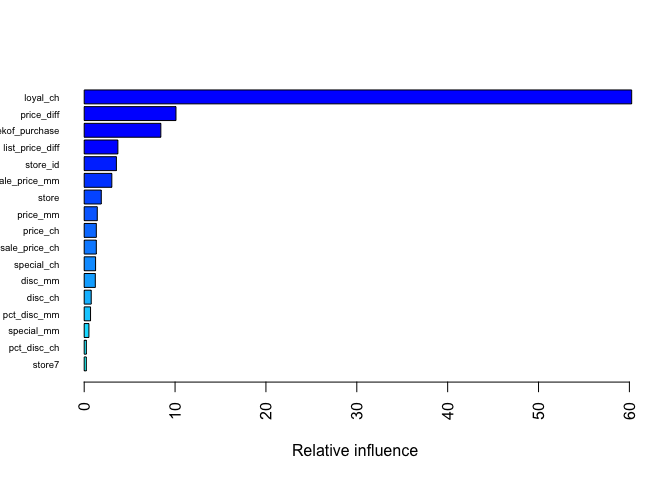 loyal_ch
price_diff
ekof_purchase
list_price_diff
store_id
ale_price_mm
store
price_mm
price_ch
sale_price_ch
special_ch
disc_mm
disc_ch
pct_disc_mm
special_mm
pct_disc_ch
store7
0 10 20 30 40 50 60
Relative influence